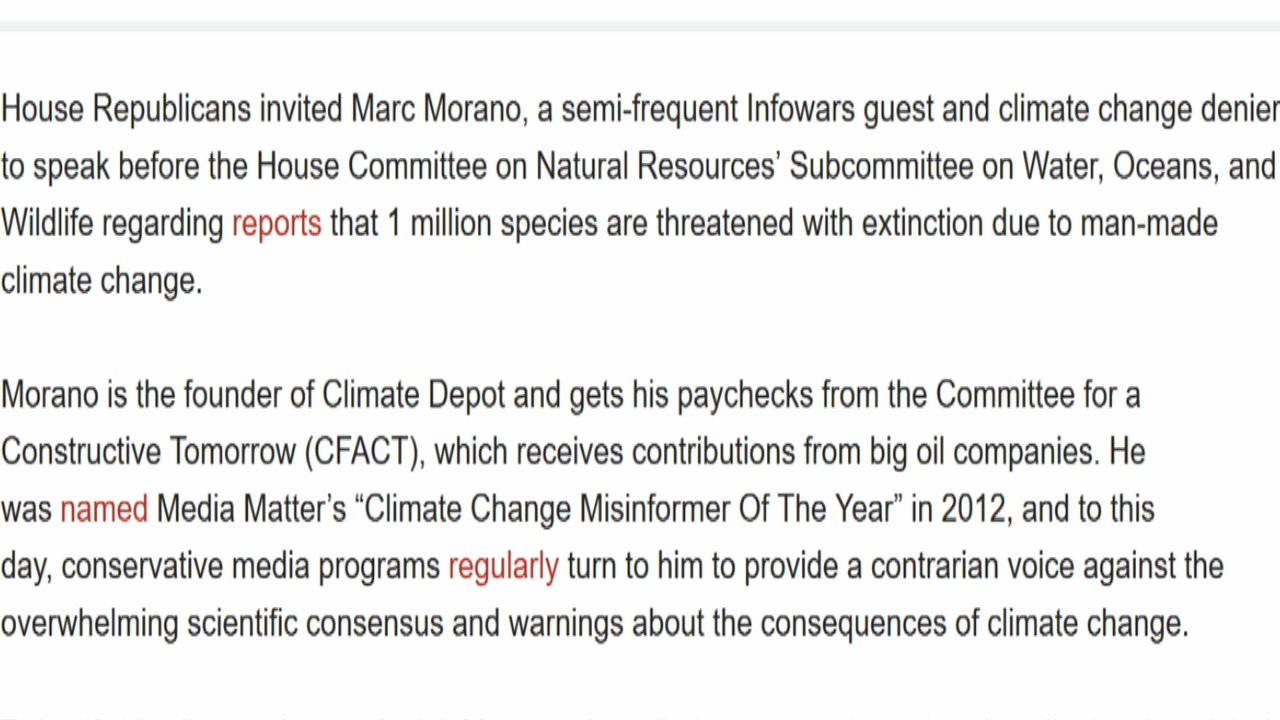 House Republicans invited Marc Morano, a semi-frequent Infowars guest and climate change denier
to speak before the House Committee on Natural Resources’ Subcommittee on Water, Oceans, and
Wildlife regarding reports that 1 million species are threatened with extinction due to man-made
climate change.
Morano is the founder of Climate Depot and gets his paychecks from the Committee for a
Constructive Tomorrow (CFACT), which receives contributions from big oil companies. He
was named Media Matter’s “Climate Change Misinformer Of The Year” in 2012, and to this
day, conservative media programs regularly turn to him to provide a contrarian voice against the
overwhelming scientific consensus and warnings about the consequences of climate change.